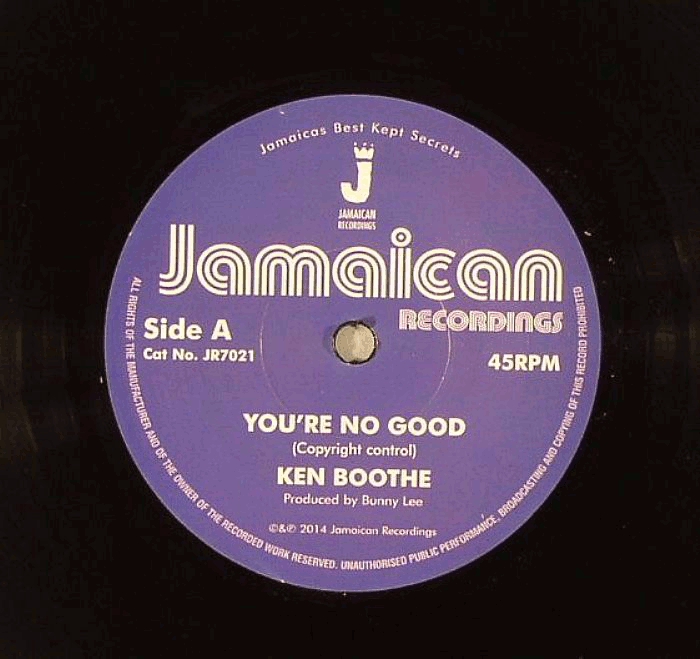 Jamaicas Best Kept Secrets
J
JAMAICAN
RECORDINGS
Jamaican
RECORDINGS
Side A
Cat No. JR7021
45RPM
YOU'RE NO GOOD
(Copyright control)
KEN BOOTHE
Produced by Bunny Lee
©&℗ 2014 Jamaican Recordings
ALL RIGHTS OF THE MANUFACTURER AND OF THE OWNER OF THE RECORDED WORK RESERVED. UNAUTHORISED PUBLIC PERFORMANCE, BROADCASTING AND COPYING OF THIS RECORD PROHIBITED